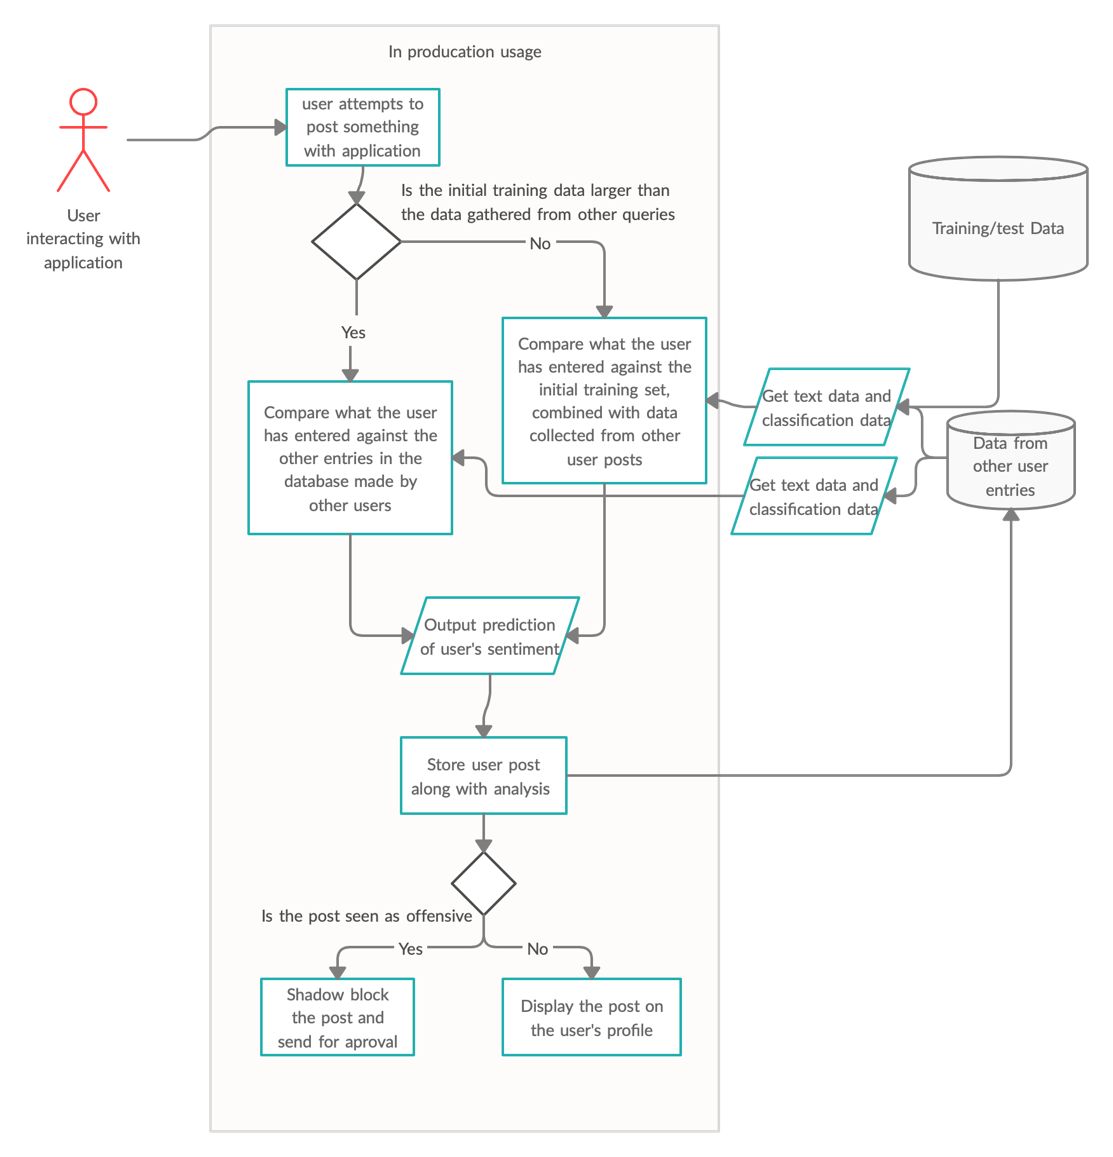 In producation usage
user attempts to
post something
with application
User
interacting with
application
Is the initial training data larger than
the data gathered from other queries
No
Yes
Training/test Data
Compare what the user
has entered against the
initial training set,
combined with data
collected from other
user posts
Get text data and
classification data
Compare what the user
has entered against the
other entries in the
database made by
other users
Data from
other user
entries
Get text data and
classification data
Output prediction
of user's sentiment
Store user post
along with analysis
Is the post seen as offensive
Yes
No
Shadow block
the post and
send for aproval
Display the post on
the user's profile